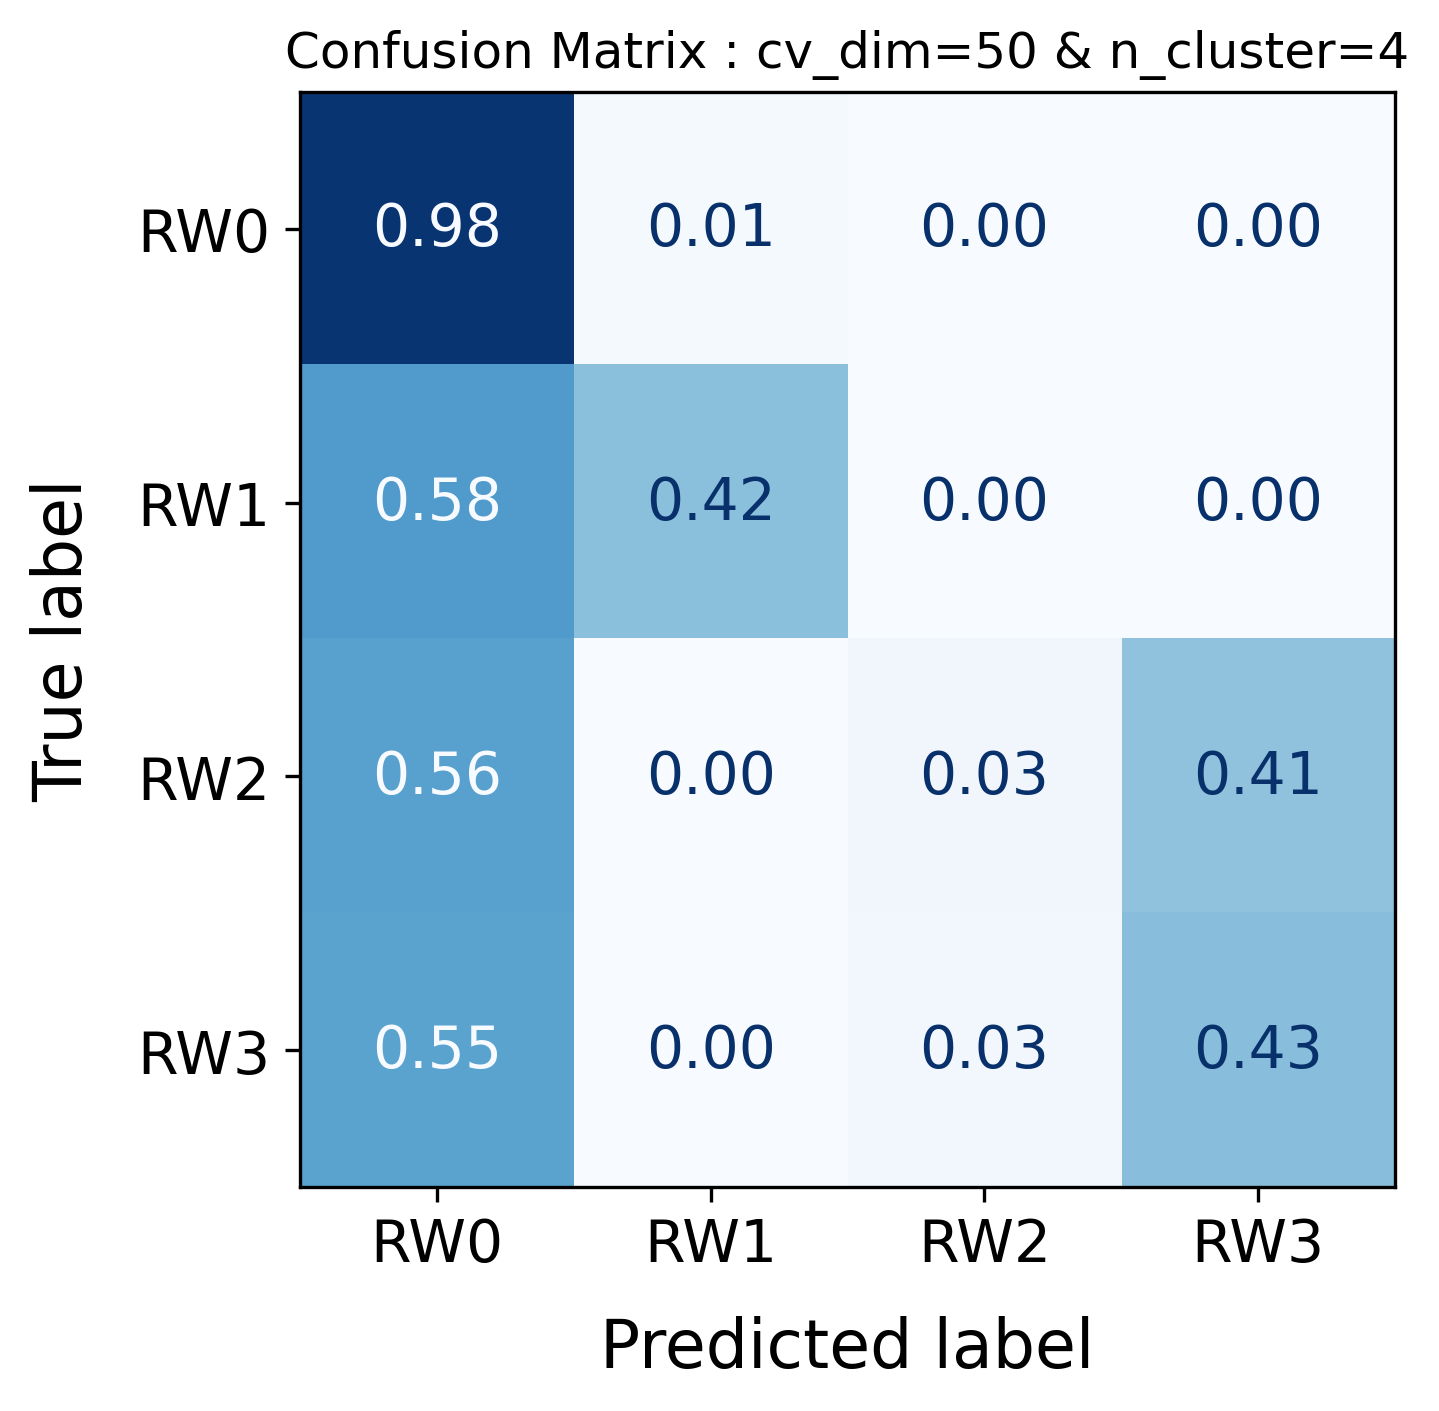 Confusion Matrix : cv_dim=50 & n_cluster=4
True label
RW0 0.98 0.01 0.00 0.00
RW1 0.58 0.42 0.00 0.00
RW2 0.56 0.00 0.03 0.41
RW3 0.55 0.00 0.03 0.43
RW0 RW1 RW2 RW3
Predicted label